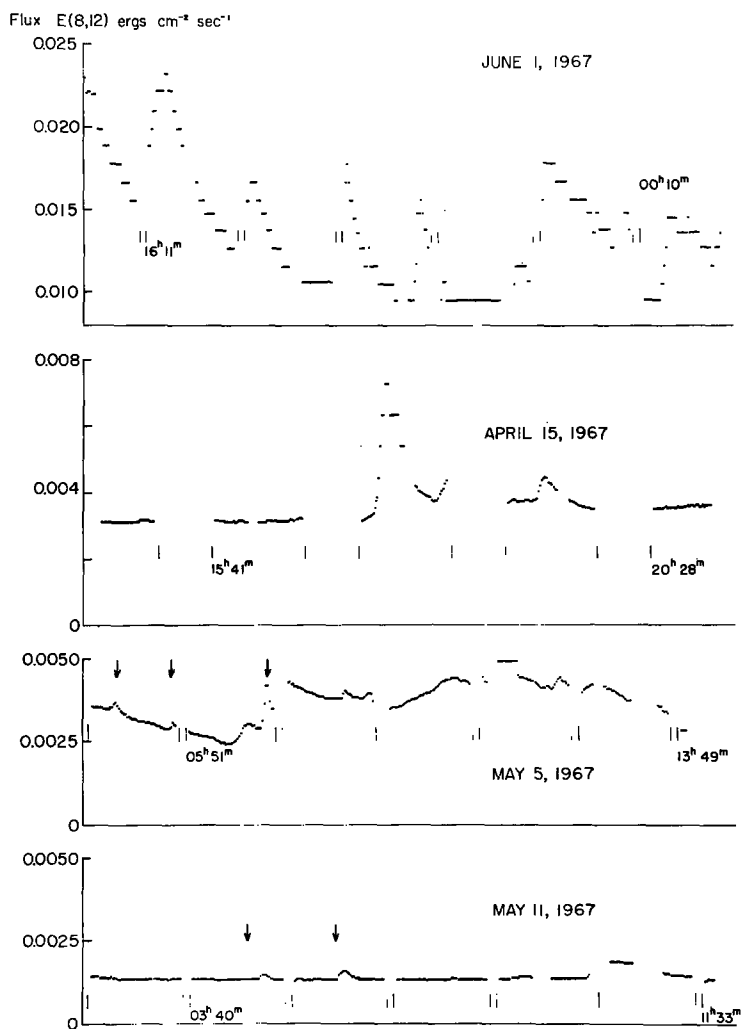 Flux E(8,12) ergs cm⁻² sec⁻¹
0.025
JUNE 1, 1967
0.020
00ʰ10ᵐ
0.015
16ʰ11ᵐ
0.010
0.008
APRIL 15, 1967
0.004
15ʰ41ᵐ
20ʰ28ᵐ
0
0.0050
0.0025
05ʰ51ᵐ
13ʰ49ᵐ
MAY 5, 1967
0
0.0050
MAY 11, 1967
0.0025
03ʰ40ᵐ
11ʰ33ᵐ
0